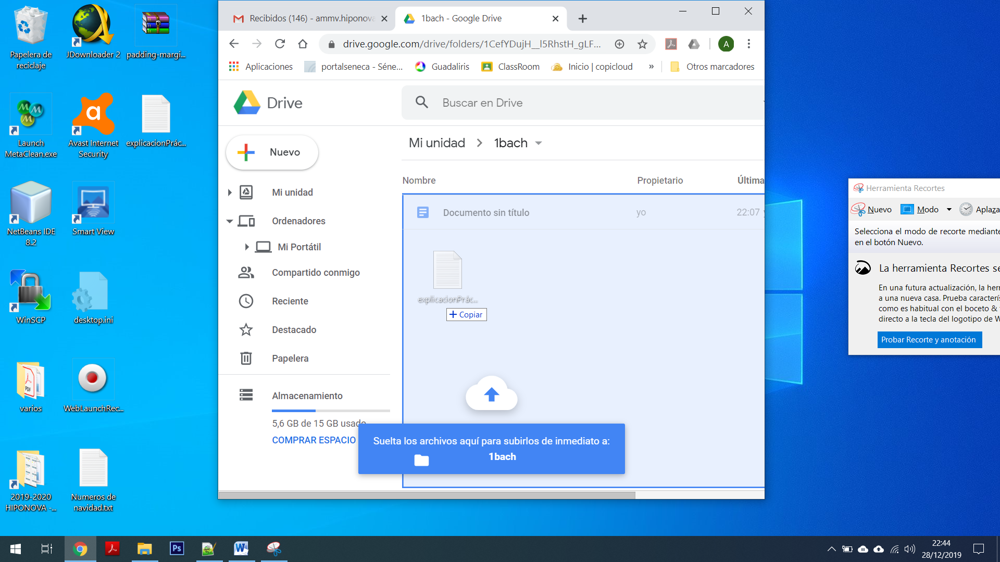 Papelera de
reciclaje
JDownloader 2
padding-margi...
Launch
MetaClean.exe
Avast Internet
Security
explicacionPrác...
NetBeans IDE
8.2
Smart View
WinSCP
desktop.ini
varios
PDF
WebLaunchRec...
2019-2020
HIPONOVA -...
Numeros de
navidad.txt
Recibidos (146) - ammv.hiponova
1bach - Google Drive
drive.google.com/drive/folders/1CefYDujH__l5RhstH_gLF...
A
Aplicaciones
portalseneca - Séne...
Guadaliris
ClassRoom
Inicio | copicloud
»
Otros marcadores
Drive
Buscar en Drive
Nuevo
Mi unidad
Ordenadores
Mi Portátil
Compartido conmigo
Reciente
Destacado
Papelera
Almacenamiento
5,6 GB de 15 GB usado
COMPRAR ESPACIO
Mi unidad > 1bach
Nombre Propietario Última
Documento sin título yo 22:07
explicacionPrác...
+ Copiar
Suelta los archivos aquí para subirlos de inmediato a:
1bach
Herramienta Recortes
Nuevo Modo Aplaza
Selecciona el modo de recorte mediante
en el botón Nuevo.
La herramienta Recortes se
En una futura actualización, la herr
a una nueva casa. Prueba caracterís
como es habitual con el boceto &
directo a la tecla del logotipo de W
Probar Recorte y anotación
Ps
22:44
28/12/2019